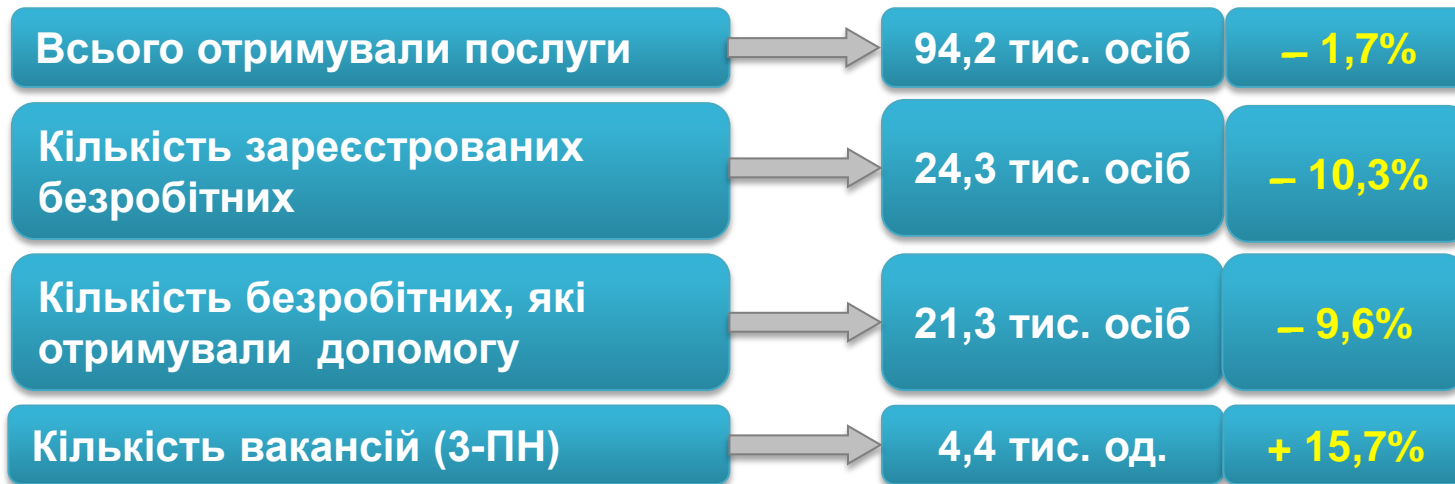 Всього отримували послуги
94,2 тис. осіб
– 1,7%
Кількість зареєстрованих
безробітних
24,3 тис. осіб
– 10,3%
Кількість безробітних, які
отримували допомогу
21,3 тис. осіб
– 9,6%
Кількість вакансій (3-ПН)
4,4 тис. од.
+ 15,7%